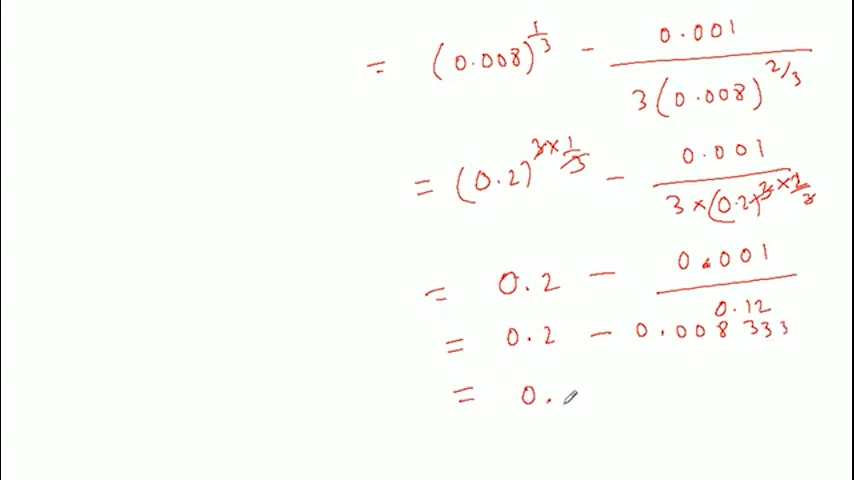 = (0.008)^{1/3} - 0.001 / 3(0.008)^{2/3}
= (0.2)^{3×1/3} - 0.001 / 3×(0.2)^{3×2/3}
= 0.2 - 0.001 / 0.12
= 0.2 - 0.008333
= 0.